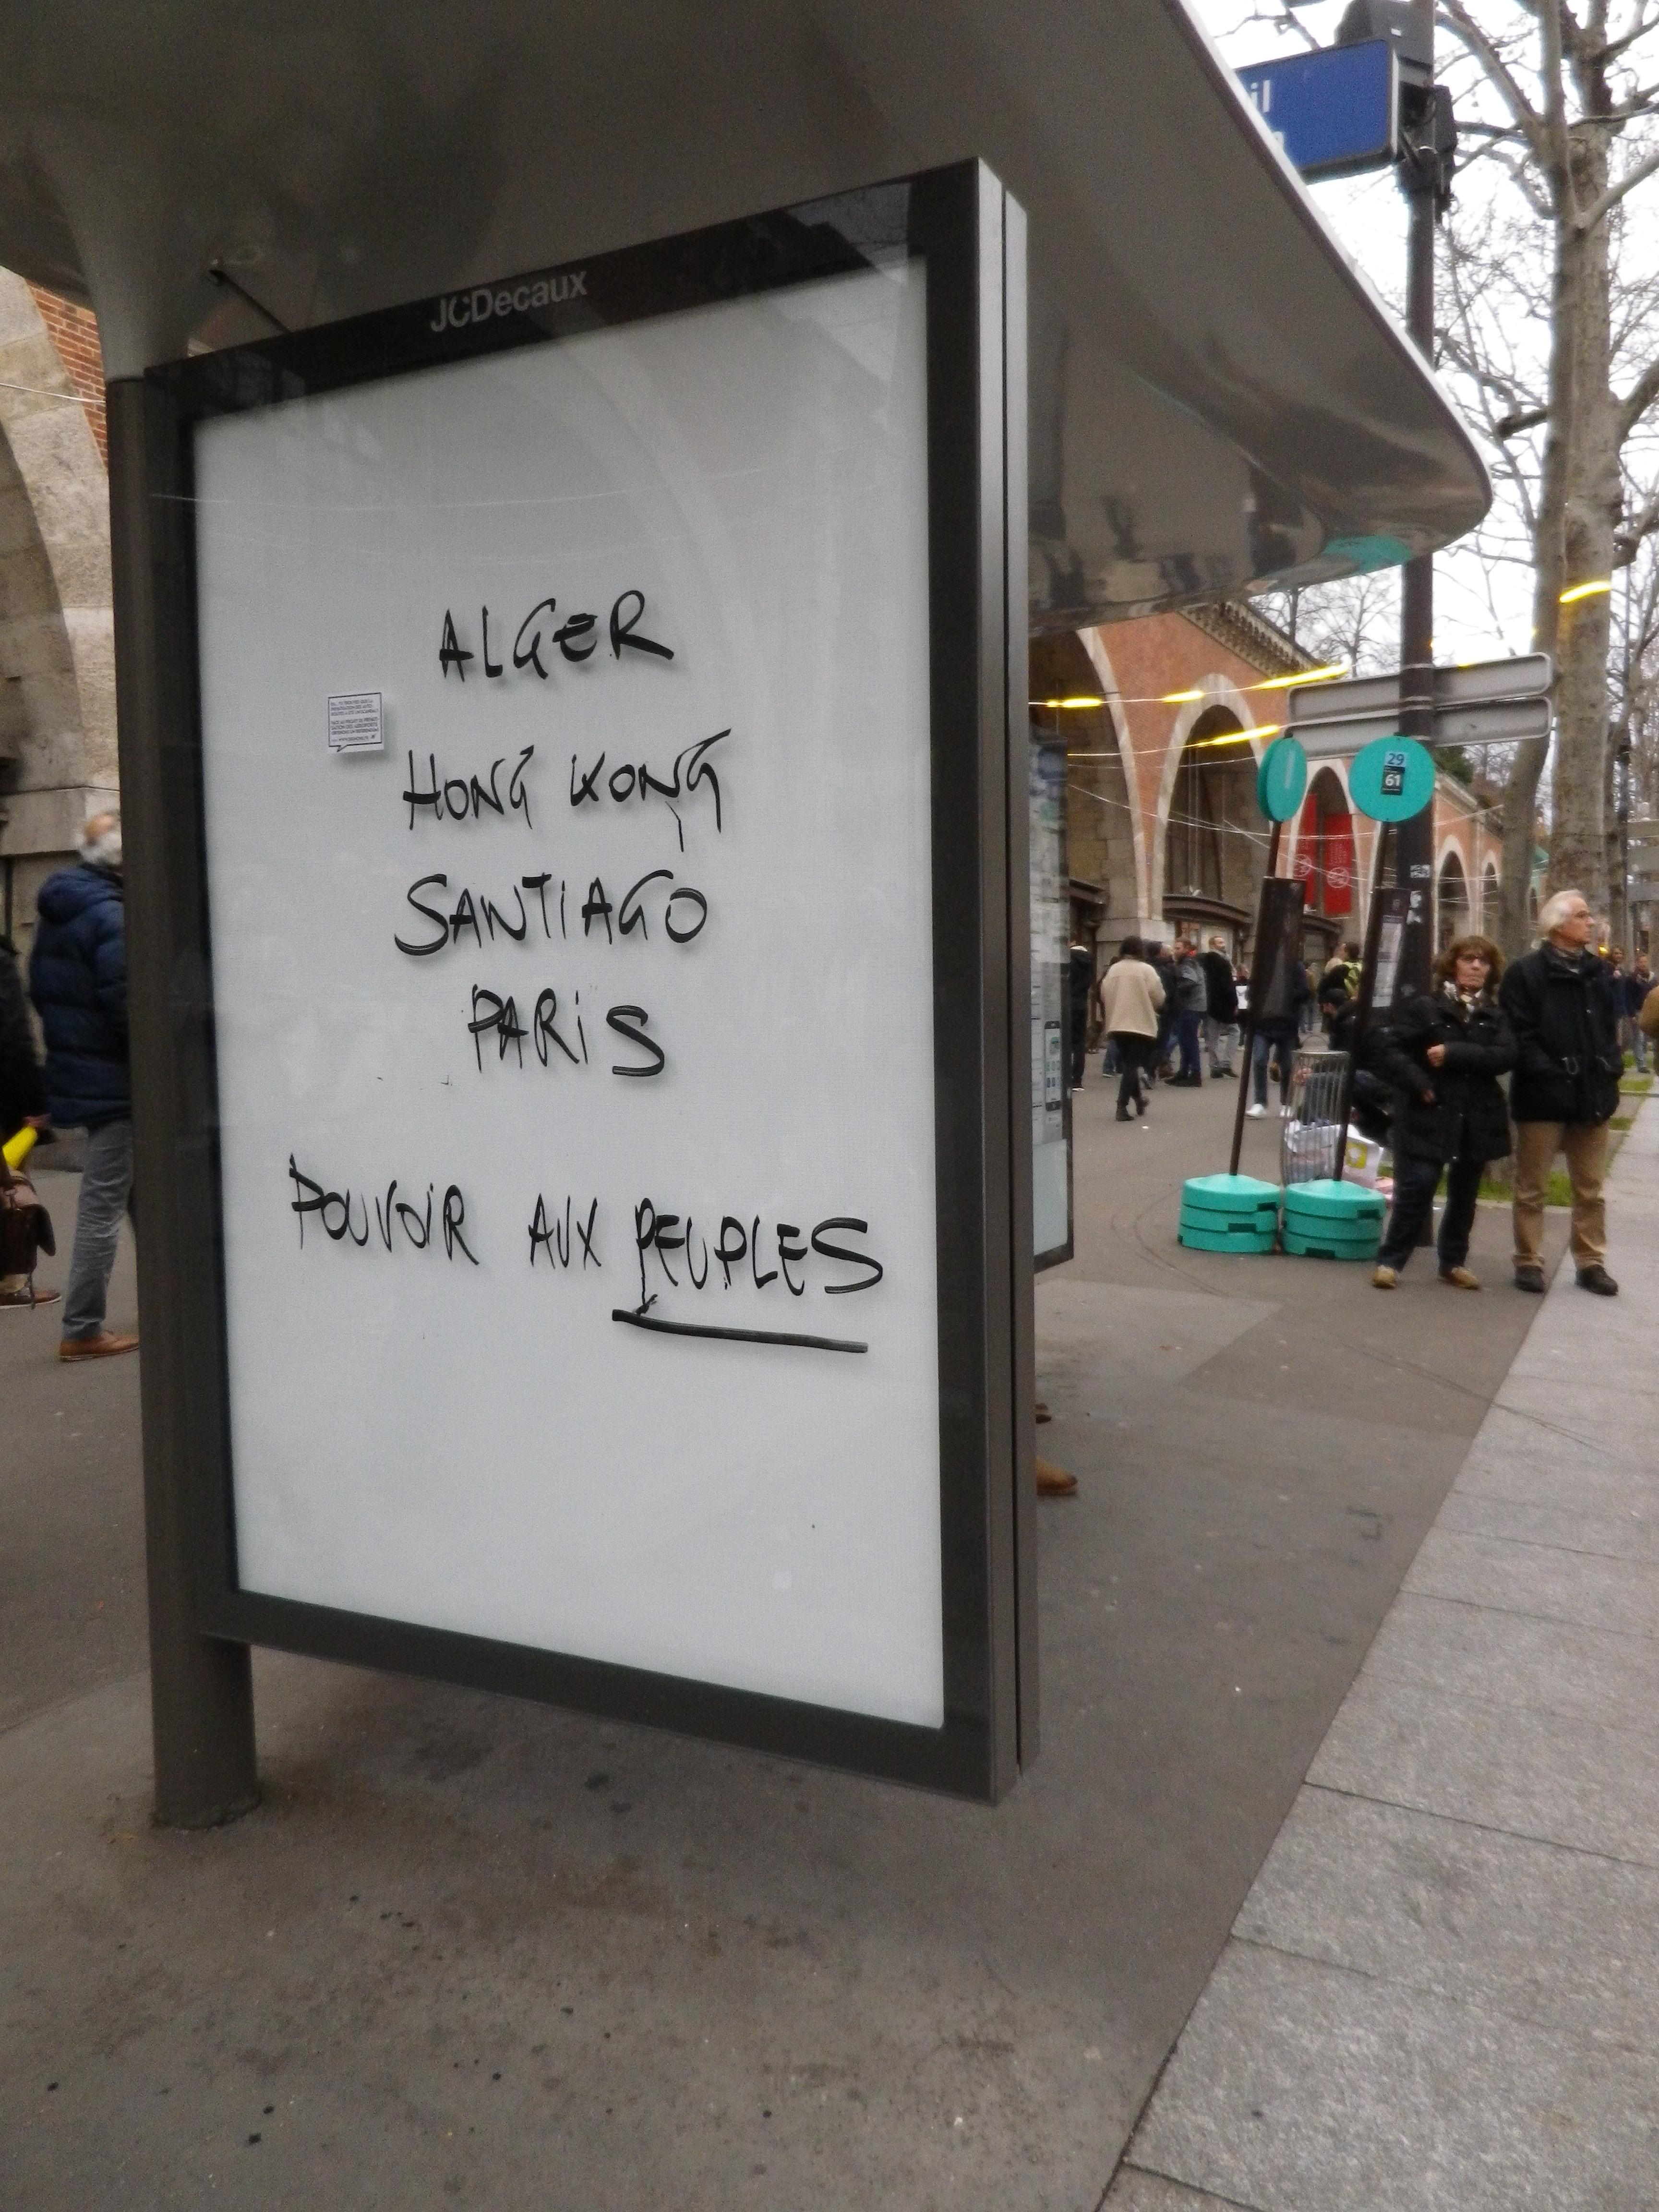 JCDecaux
ALGER
HONG KONG
SANTIAGO
PARIS
POUVOIR AUX PEUPLES
29
61